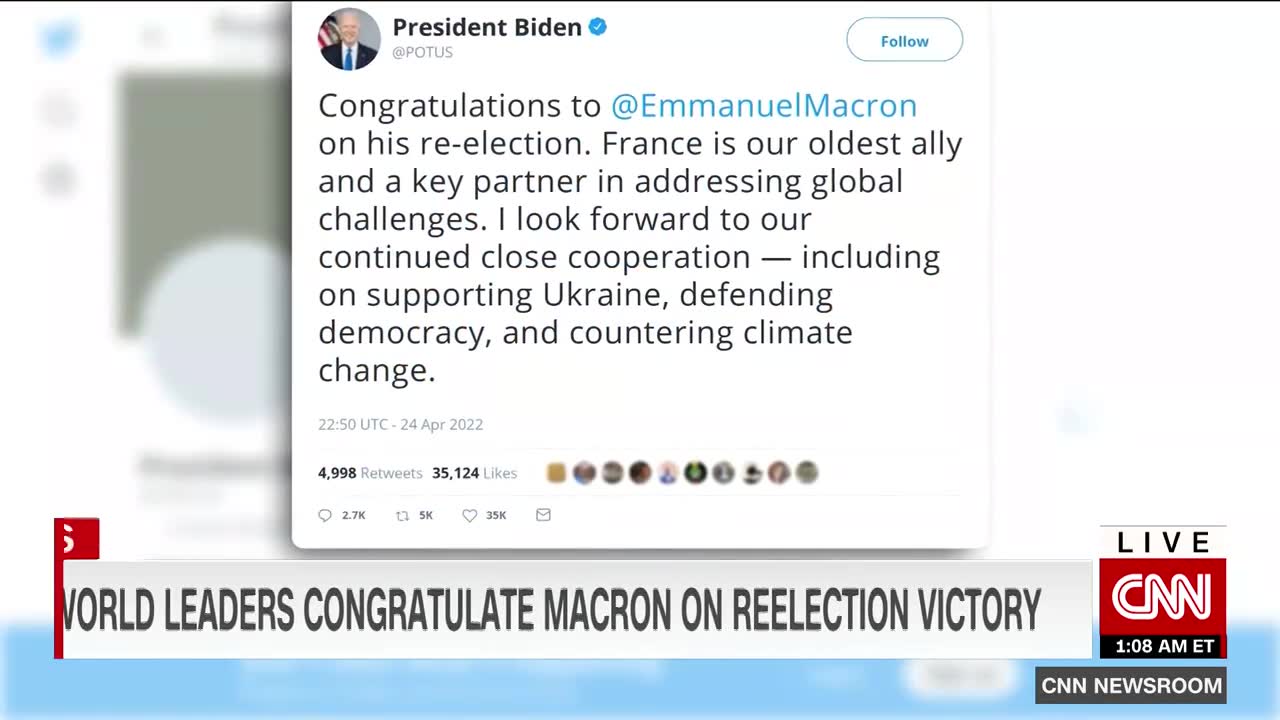 President Biden
@POTUS
Follow
Congratulations to @EmmanuelMacron
on his re-election. France is our oldest ally
and a key partner in addressing global
challenges. I look forward to our
continued close cooperation — including
on supporting Ukraine, defending
democracy, and countering climate
change.
22:50 UTC - 24 Apr 2022
4,998 Retweets 35,124 Likes
2.7K 5K 35K
S
WORLD LEADERS CONGRATULATE MACRON ON REELECTION VICTORY
LIVE
CNN
1:08 AM ET
CNN NEWSROOM